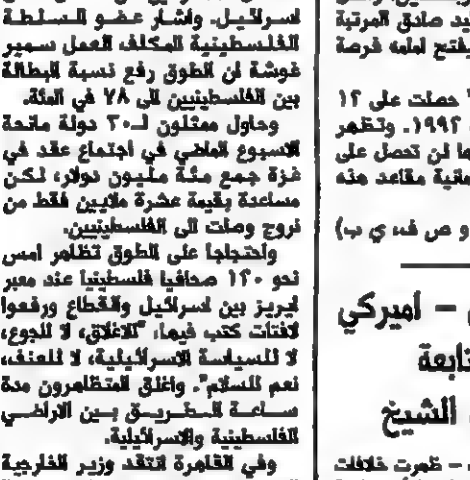 اسرائيل. واشار عضو السلطة
الفلسطينية المكلف العمل سمير
غوشة ان الطوق رفع نسبة البطالة
بين الفلسطينيين الى ٧٨ في المئة.
وحاول ممثلون لـ٣٠ دولة مانحة
الاسبوع الماضي في اجتماع عقد في
غزة جمع مئة مليون دولار، لكن
مساعدة بقيمة عشرة ملايين فقط من
نروج وصلت الى الفلسطينيين.
واحتجاجا على الطوق تظاهر امس
نحو ١٢٠ صحافيا فلسطينيا عند معبر
ايريز بين اسرائيل والقطاع ورفعوا
لافتات كتب فيها، "للاغلاق، لا للجوع،
لا للسياسة الاسرائيلية، لا للعنف،
نعم للسلام". واغلق المتظاهرون مدة
ساعة الطريق بين الاراضي
الفلسطينية والاسرائيلية.
وفي القاهرة انتقد وزير الخارجية
يد صادق المرتبة
يفتح امامه فرصة
حصلت على ١٢
١٩٩٢. وتظهر
ها لن تحصل على
مانية مقاعد هذه
و ص ف، ي ب)
– اميركي
تابعة
الشيخ
– ظهرت خلافات